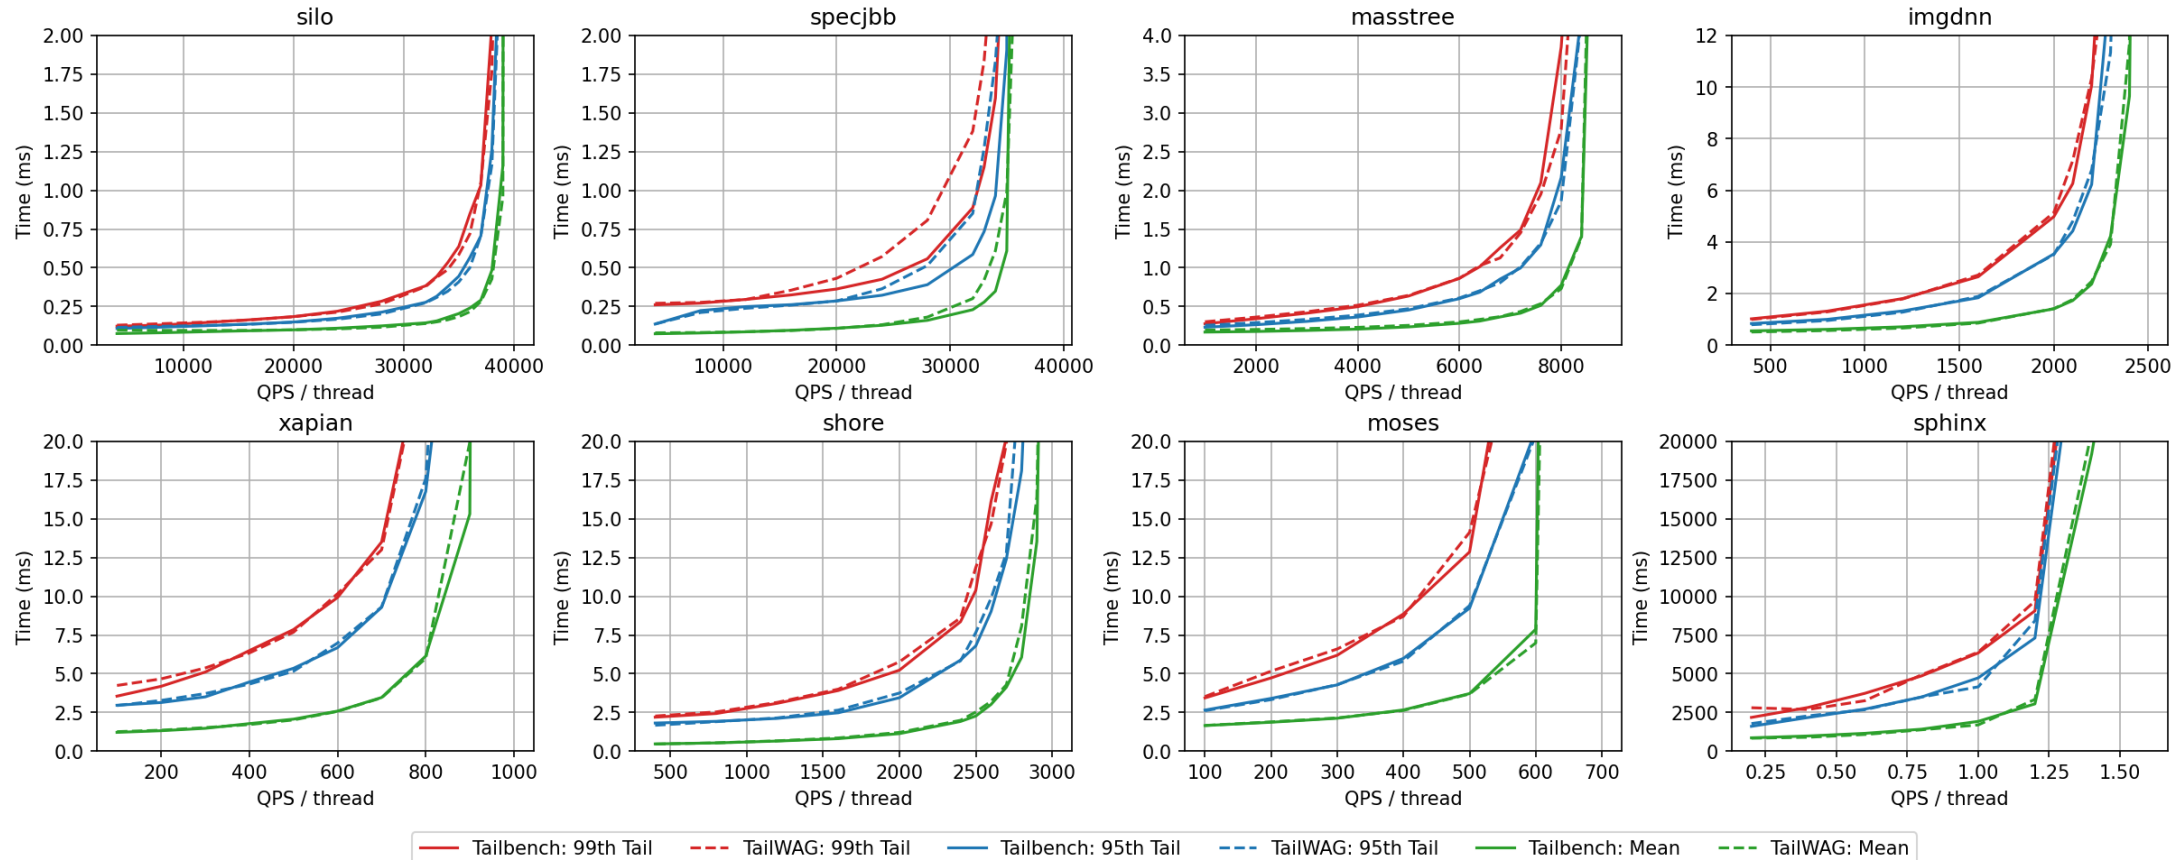 silo
2.00
1.75
1.50
1.25
1.00
0.75
0.50
0.25
0.00
Time (ms)
10000 20000 30000 40000
QPS / thread
specjbb
2.00
1.75
1.50
1.25
1.00
0.75
0.50
0.25
0.00
Time (ms)
10000 20000 30000 40000
QPS / thread
masstree
4.0
3.5
3.0
2.5
2.0
1.5
1.0
0.5
0.0
Time (ms)
2000 4000 6000 8000
QPS / thread
imgdnn
12
10
8
6
4
2
0
Time (ms)
500 1000 1500 2000 2500
QPS / thread
xapian
20.0
17.5
15.0
12.5
10.0
7.5
5.0
2.5
0.0
Time (ms)
200 400 600 800 1000
QPS / thread
shore
20.0
17.5
15.0
12.5
10.0
7.5
5.0
2.5
0.0
Time (ms)
500 1000 1500 2000 2500 3000
QPS / thread
moses
20.0
17.5
15.0
12.5
10.0
7.5
5.0
2.5
0.0
Time (ms)
100 200 300 400 500 600 700
QPS / thread
sphinx
20000
17500
15000
12500
10000
7500
5000
2500
0
Time (ms)
0.25 0.50 0.75 1.00 1.25 1.50
QPS / thread
Tailbench: 99th Tail TailWAG: 99th Tail Tailbench: 95th Tail TailWAG: 95th Tail Tailbench: Mean TailWAG: Mean